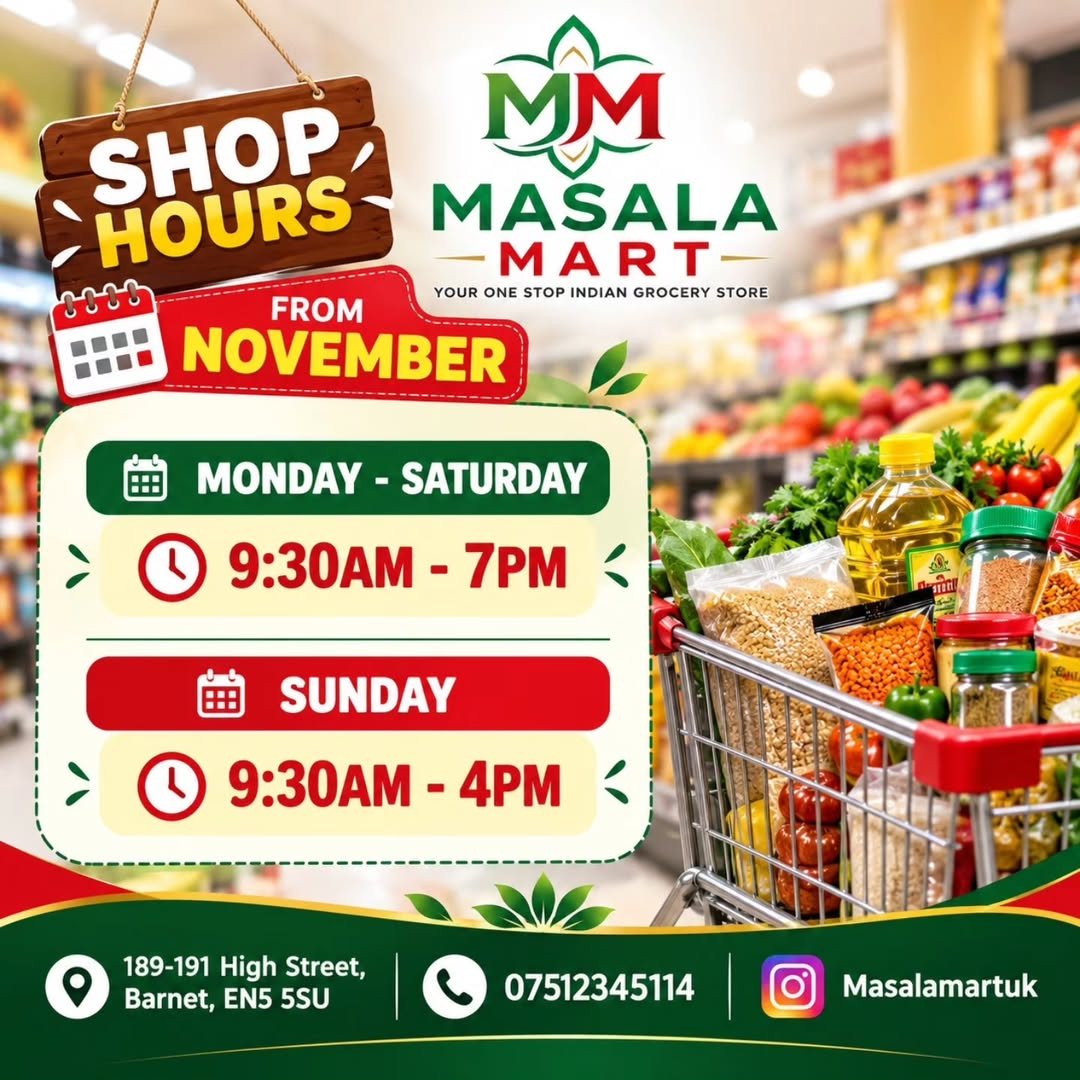 SHOP
HOURS
FROM
NOVEMBER
MJM
MASALA
MART
YOUR ONE STOP INDIAN GROCERY STORE
MONDAY - SATURDAY
9:30AM - 7PM
SUNDAY
9:30AM - 4PM
189-191 High Street,
Barnet, EN5 5SU
07512345114
Masalamartuk